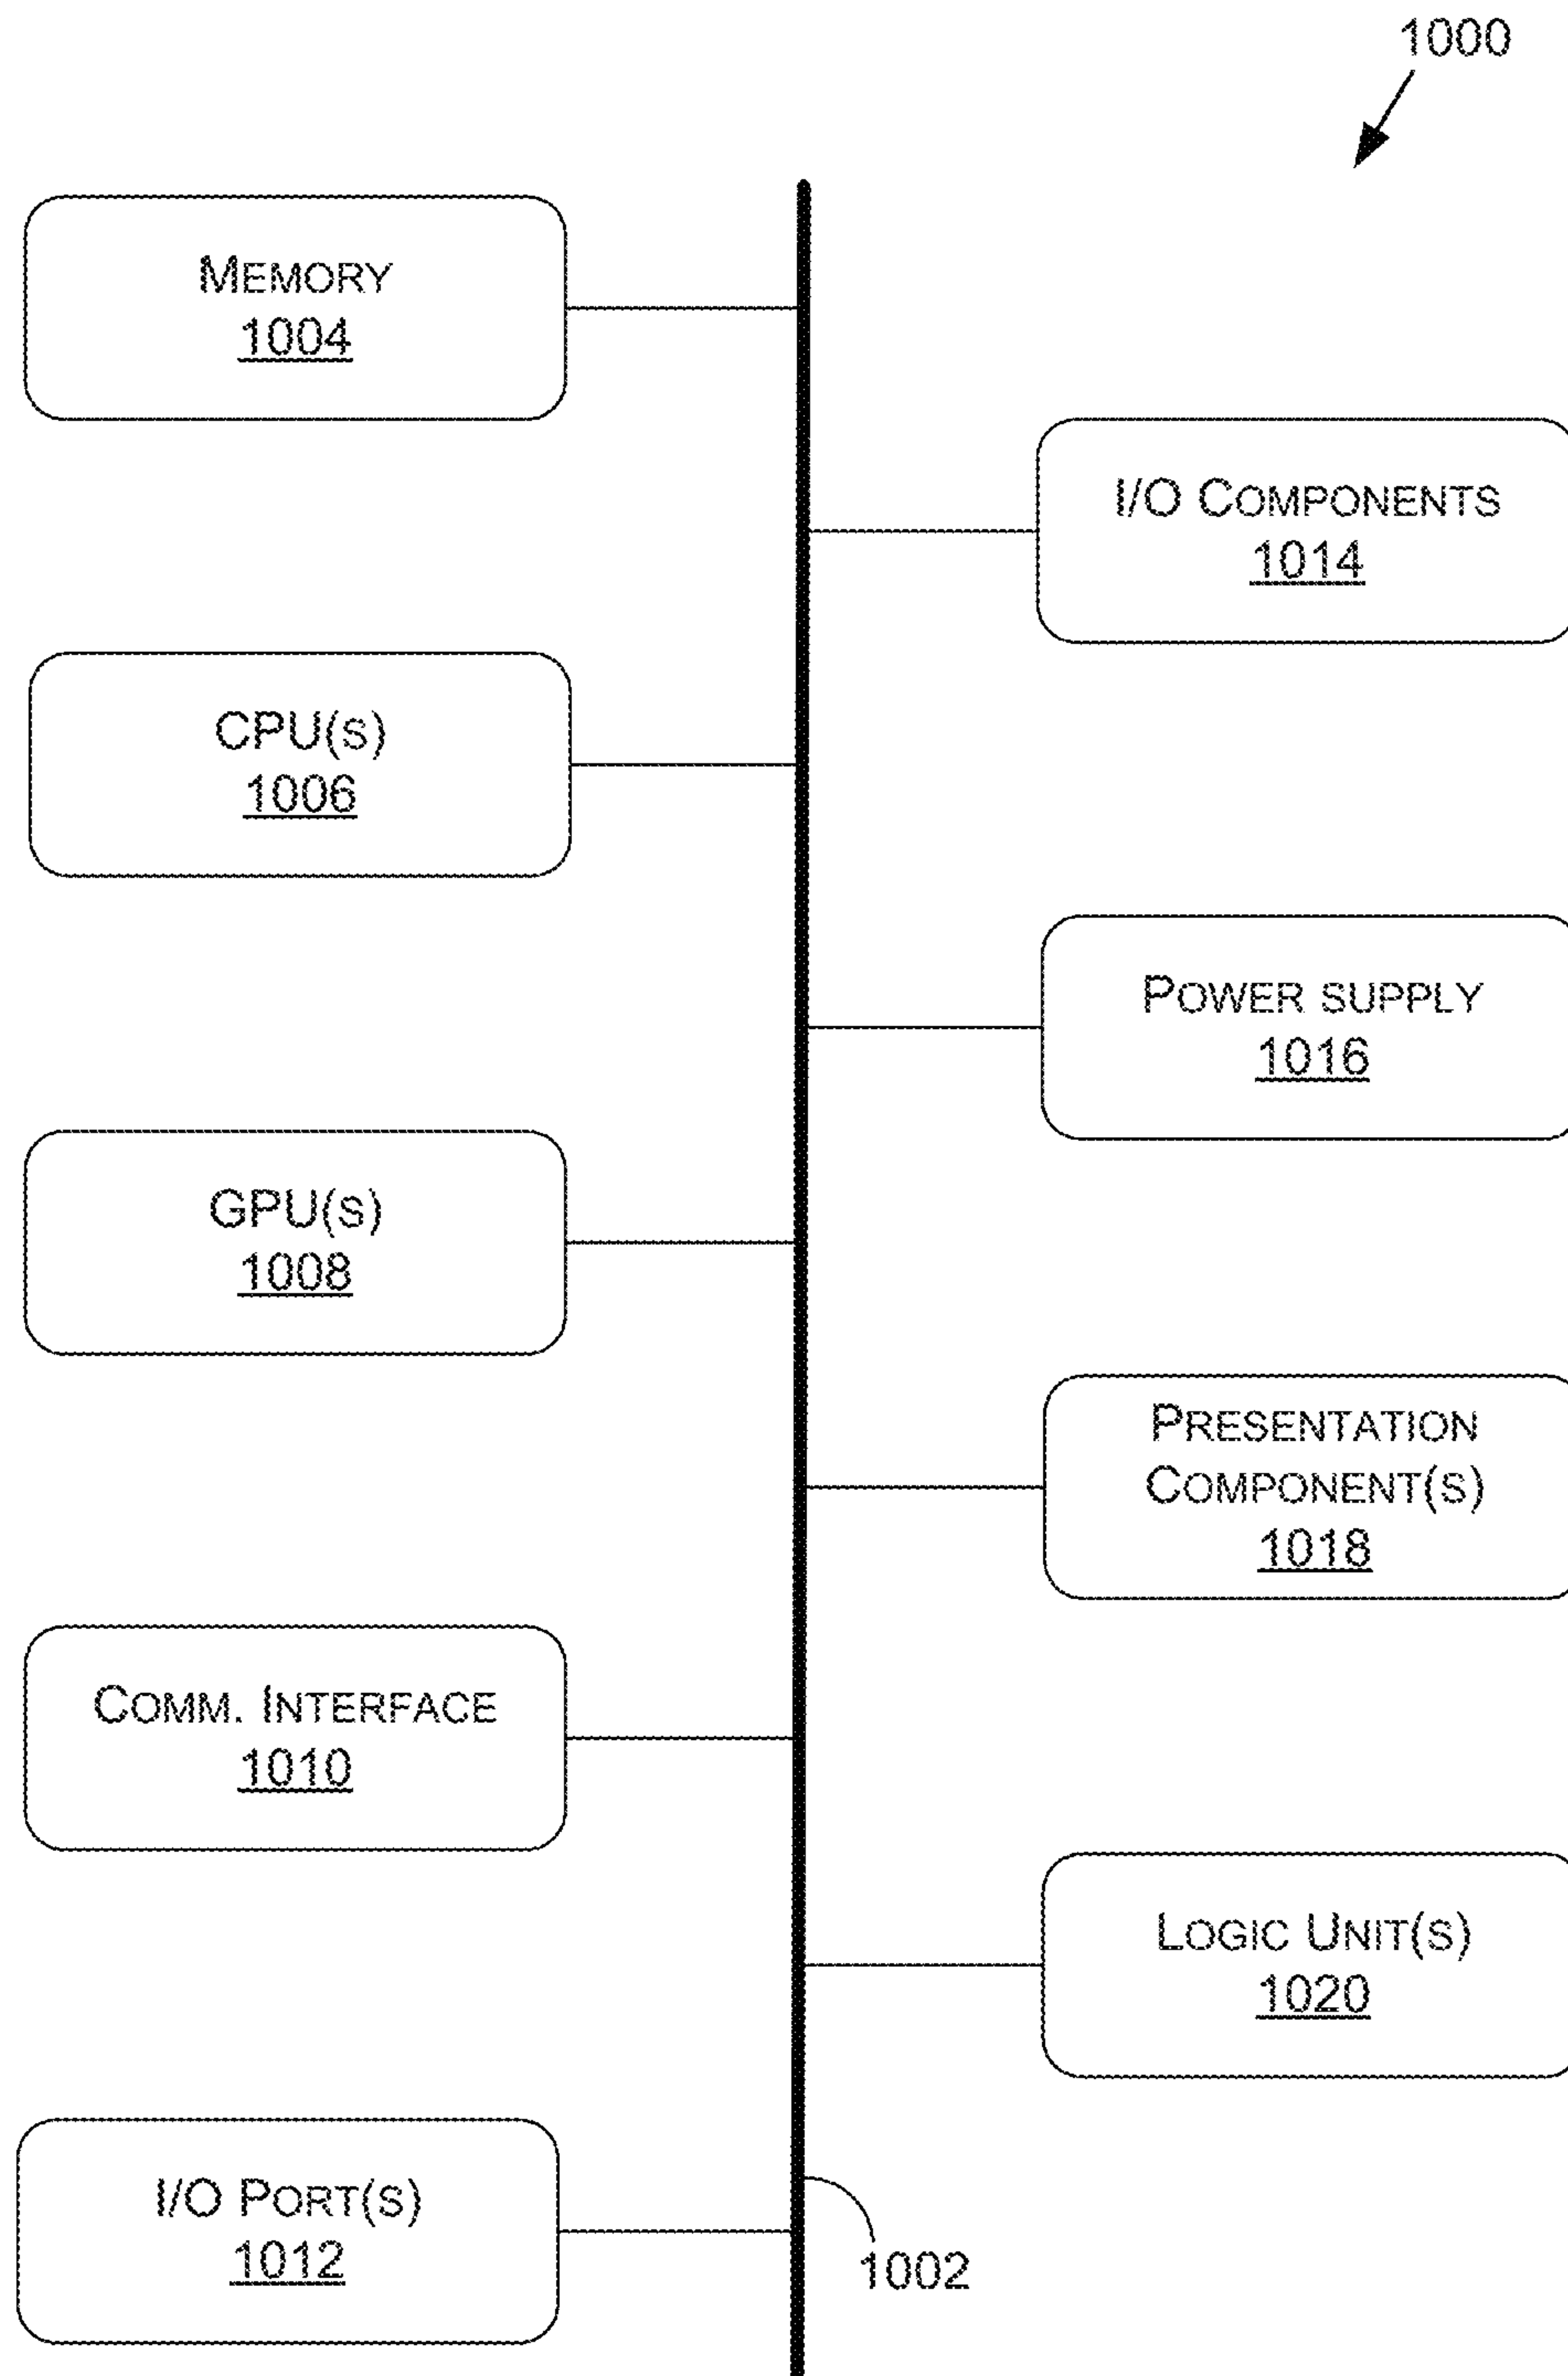 1000
MEMORY
1004
I/O COMPONENTS
1014
CPU(S)
1006
POWER SUPPLY
1016
GPU(S)
1008
PRESENTATION
COMPONENT(S)
1018
COMM. INTERFACE
1010
LOGIC UNIT(S)
1020
I/O PORT(S)
1012
1002